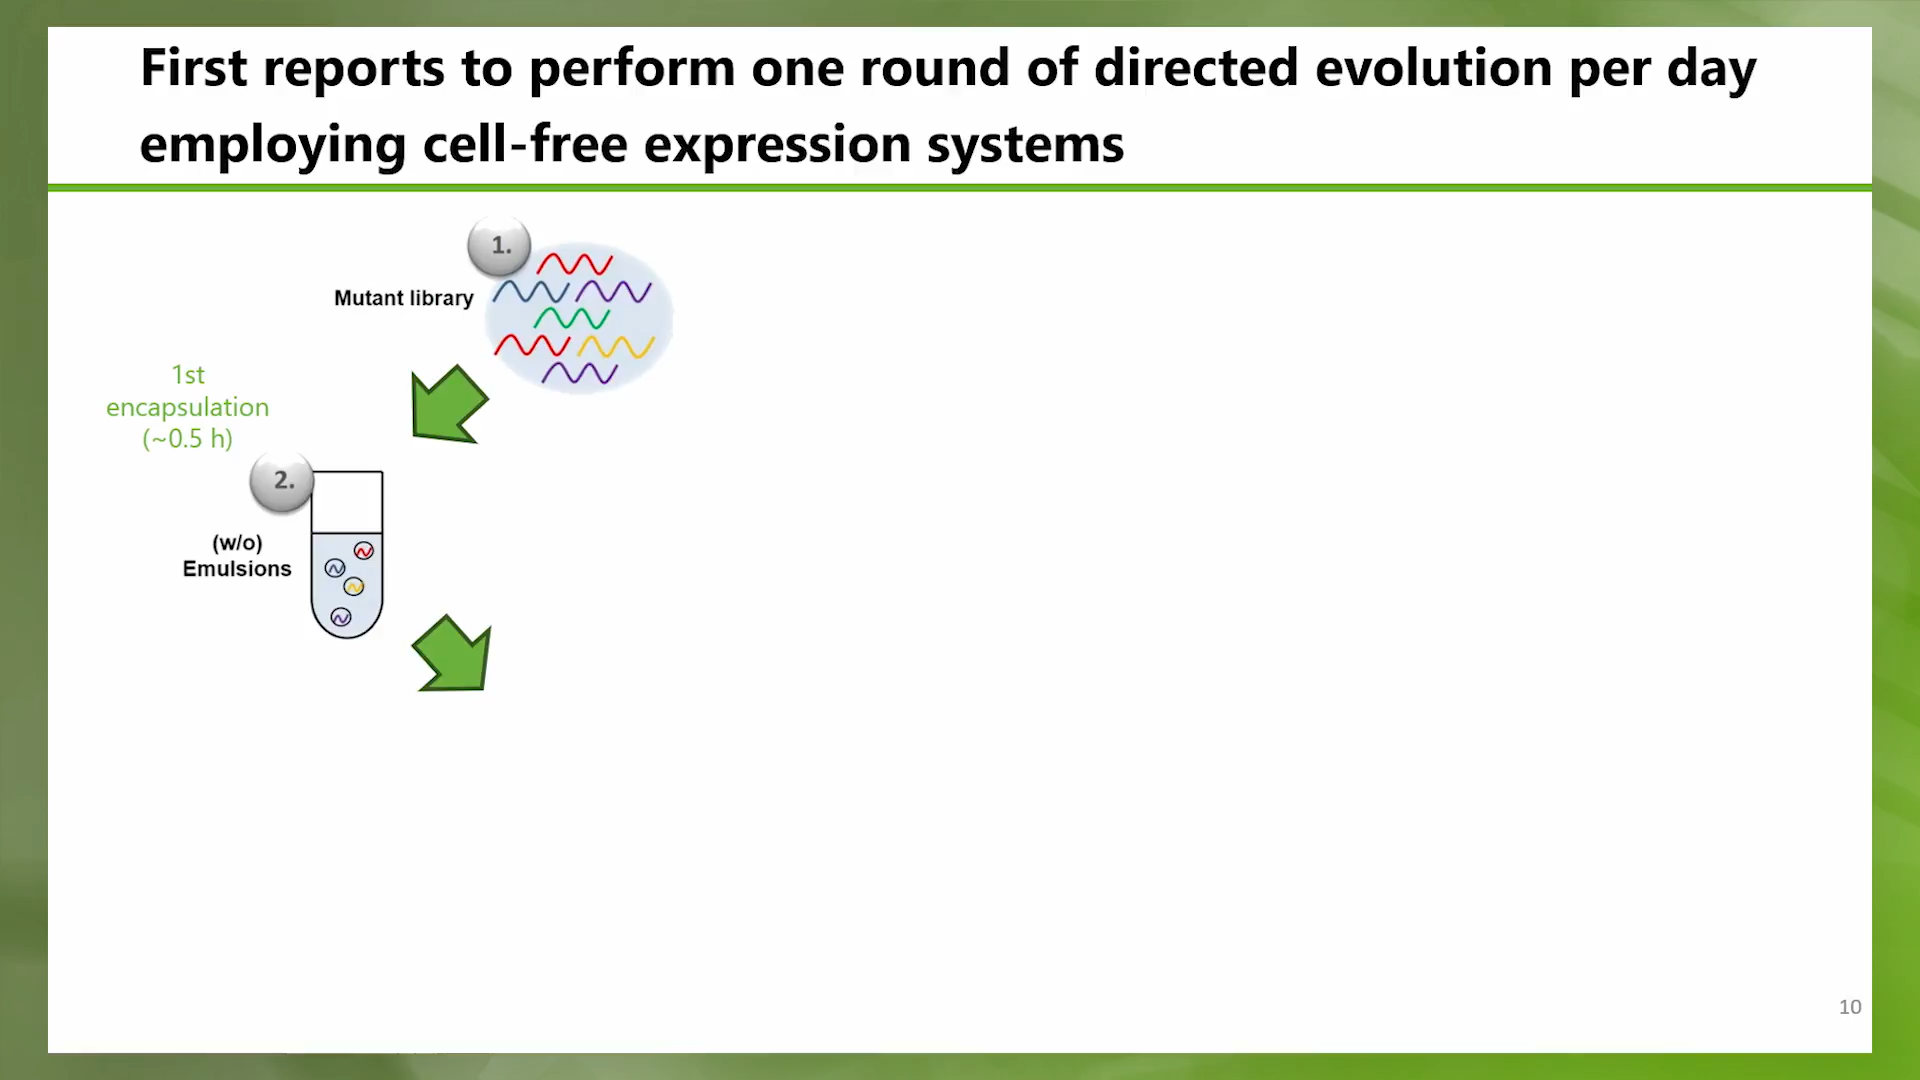 First reports to perform one round of directed evolution per day
employing cell-free expression systems
1.
Mutant library
1st
encapsulation
(~0.5 h)
2.
(w/o)
Emulsions
10